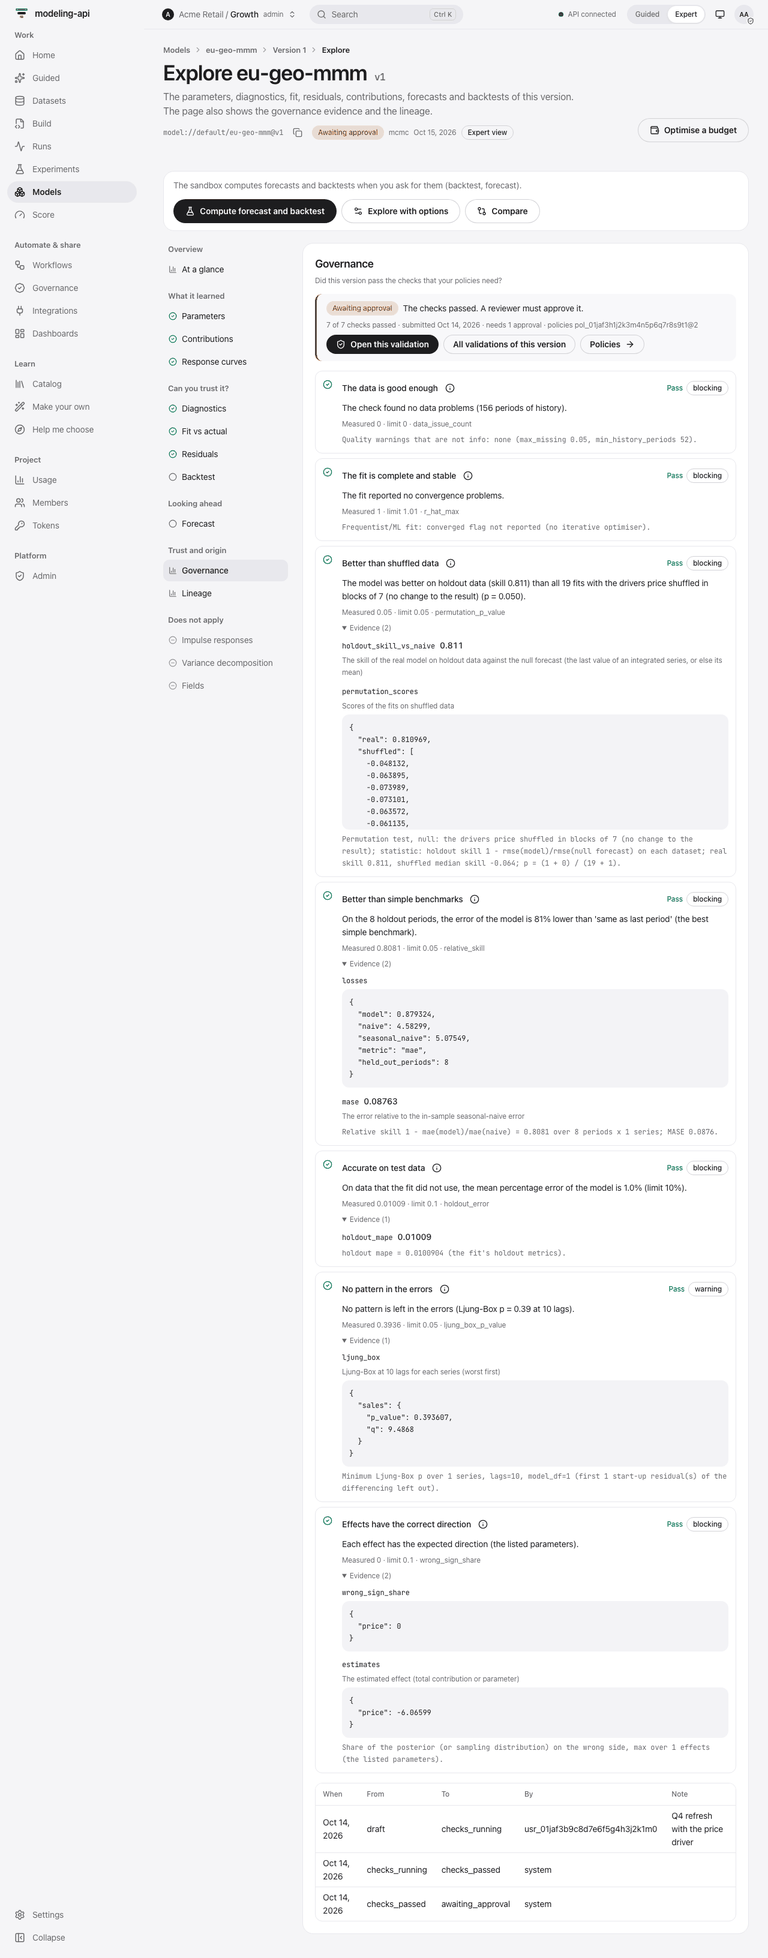 modeling-api
Acme Retail / Growth admin
Search
Ctrl K
API connected
Guided
Expert
AA
Work
Home
Guided
Datasets
Build
Runs
Experiments
Models
Score
Automate & share
Workflows
Governance
Integrations
Dashboards
Learn
Catalog
Make your own
Help me choose
Project
Usage
Members
Tokens
Platform
Admin
Settings
Collapse
Models > eu-geo-mmm > Version 1 > Explore
Explore eu-geo-mmm v1
The parameters, diagnostics, fit, residuals, contributions, forecasts and backtests of this version.
The page also shows the governance evidence and the lineage.
model://default/eu-geo-mmm@v1
Awaiting approval
mcmc
Oct 15, 2026
Expert view
Optimise a budget
The sandbox computes forecasts and backtests when you ask for them (backtest, forecast).
Compute forecast and backtest
Explore with options
Compare
Overview
At a glance
What it learned
Parameters
Contributions
Response curves
Can you trust it?
Diagnostics
Fit vs actual
Residuals
Backtest
Looking ahead
Forecast
Trust and origin
Governance
Lineage
Does not apply
Impulse responses
Variance decomposition
Fields
Governance
Did this version pass the checks that your policies need?
Awaiting approval
The checks passed. A reviewer must approve it.
7 of 7 checks passed · submitted Oct 14, 2026 · needs 1 approval · policies pol_01jaf3h1j2k3m4n5p6q7r8s9t1@2
Open this validation
All validations of this version
Policies →
The data is good enough
Pass
blocking
The check found no data problems (156 periods of history).
Measured 0 · limit 0 · data_issue_count
Quality warnings that are not info: none (max_missing 0.05, min_history_periods 52).
The fit is complete and stable
Pass
blocking
The fit reported no convergence problems.
Measured 1 · limit 1.01 · r_hat_max
Frequentist/ML fit: converged flag not reported (no iterative optimiser).
Better than shuffled data
Pass
blocking
The model was better on holdout data (skill 0.811) than all 19 fits with the drivers price shuffled in
blocks of 7 (no change to the result) (p = 0.050).
Measured 0.05 · limit 0.05 · permutation_p_value
▼ Evidence (2)
holdout_skill_vs_naive 0.811
The skill of the real model on holdout data against the null forecast (the last value of an integrated series, or else its
mean)
permutation_scores
Scores of the fits on shuffled data
{
"real": 0.810969,
"shuffled": [
-0.048132,
-0.063895,
-0.073989,
-0.073101,
-0.063572,
-0.061135,
Permutation test, null: the drivers price shuffled in blocks of 7 (no change to the
result); statistic: holdout skill 1 - rmse(model)/rmse(null forecast) on each dataset; real
skill 0.811, shuffled median skill -0.064; p = (1 + 0) / (19 + 1).
Better than simple benchmarks
Pass
blocking
On the 8 holdout periods, the error of the model is 81% lower than 'same as last period' (the best
simple benchmark).
Measured 0.8081 · limit 0.05 · relative_skill
▼ Evidence (2)
losses
{
"model": 0.879324,
"naive": 4.58299,
"seasonal_naive": 5.07549,
"metric": "mae",
"held_out_periods": 8
}
mase 0.08763
The error relative to the in-sample seasonal-naive error
Relative skill 1 - mae(model)/mae(naive) = 0.8081 over 8 periods x 1 series; MASE 0.0876.
Accurate on test data
Pass
blocking
On data that the fit did not use, the mean percentage error of the model is 1.0% (limit 10%).
Measured 0.01009 · limit 0.1 · holdout_error
▼ Evidence (1)
holdout_mape 0.01009
holdout mape = 0.0100904 (the fit's holdout metrics).
No pattern in the errors
Pass
warning
No pattern is left in the errors (Ljung-Box p = 0.39 at 10 lags).
Measured 0.3936 · limit 0.05 · ljung_box_p_value
▼ Evidence (1)
ljung_box
Ljung-Box at 10 lags for each series (worst first)
{
"sales": {
"p_value": 0.393607,
"q": 9.4868
}
}
Minimum Ljung-Box p over 1 series, lags=10, model_df=1 (first 1 start-up residual(s) of the
differencing left out).
Effects have the correct direction
Pass
blocking
Each effect has the expected direction (the listed parameters).
Measured 0 · limit 0.1 · wrong_sign_share
▼ Evidence (2)
wrong_sign_share
{
"price": 0
}
estimates
The estimated effect (total contribution or parameter)
{
"price": -6.06599
}
Share of the posterior (or sampling distribution) on the wrong side, max over 1 effects
(the listed parameters).
When From To By Note
Oct 14, 2026 draft checks_running usr_01jaf3b9c8d7e6f5g4h3j2k1m0 Q4 refresh with the price driver
Oct 14, 2026 checks_running checks_passed system
Oct 14, 2026 checks_passed awaiting_approval system